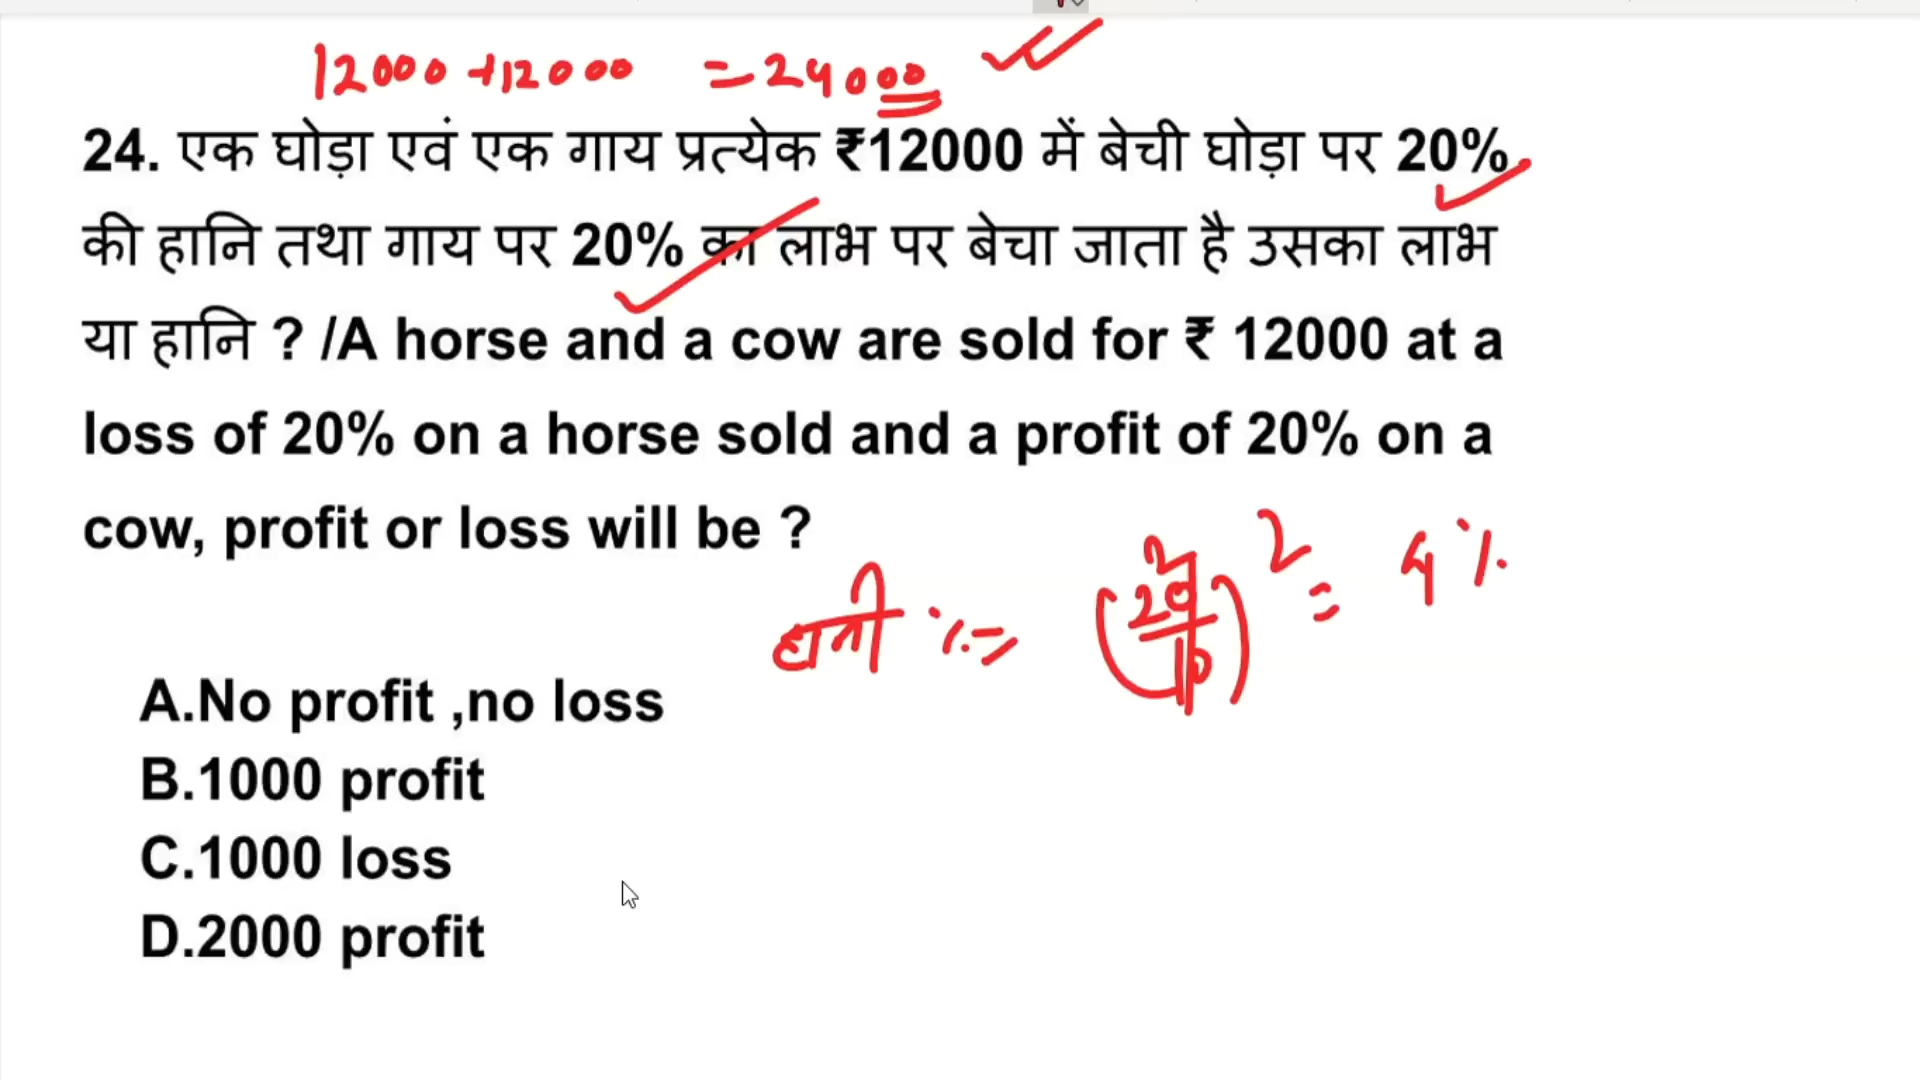 12000 +12000 = 24000
24. एक घोड़ा एवं एक गाय प्रत्येक ₹12000 में बेची घोड़ा पर 20%
की हानि तथा गाय पर 20% का लाभ पर बेचा जाता है उसका लाभ
या हानि ? /A horse and a cow are sold for ₹ 12000 at a
loss of 20% on a horse sold and a profit of 20% on a
cow, profit or loss will be ?
हानी %= (20/10)² = 4%
2
A.No profit ,no loss
B.1000 profit
C.1000 loss
D.2000 profit